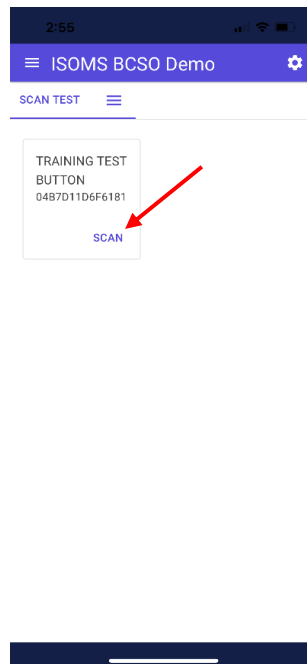 2:55
ISOMS BCSO Demo
SCAN TEST
TRAINING TEST
BUTTON
04B7D11D6F6181
SCAN